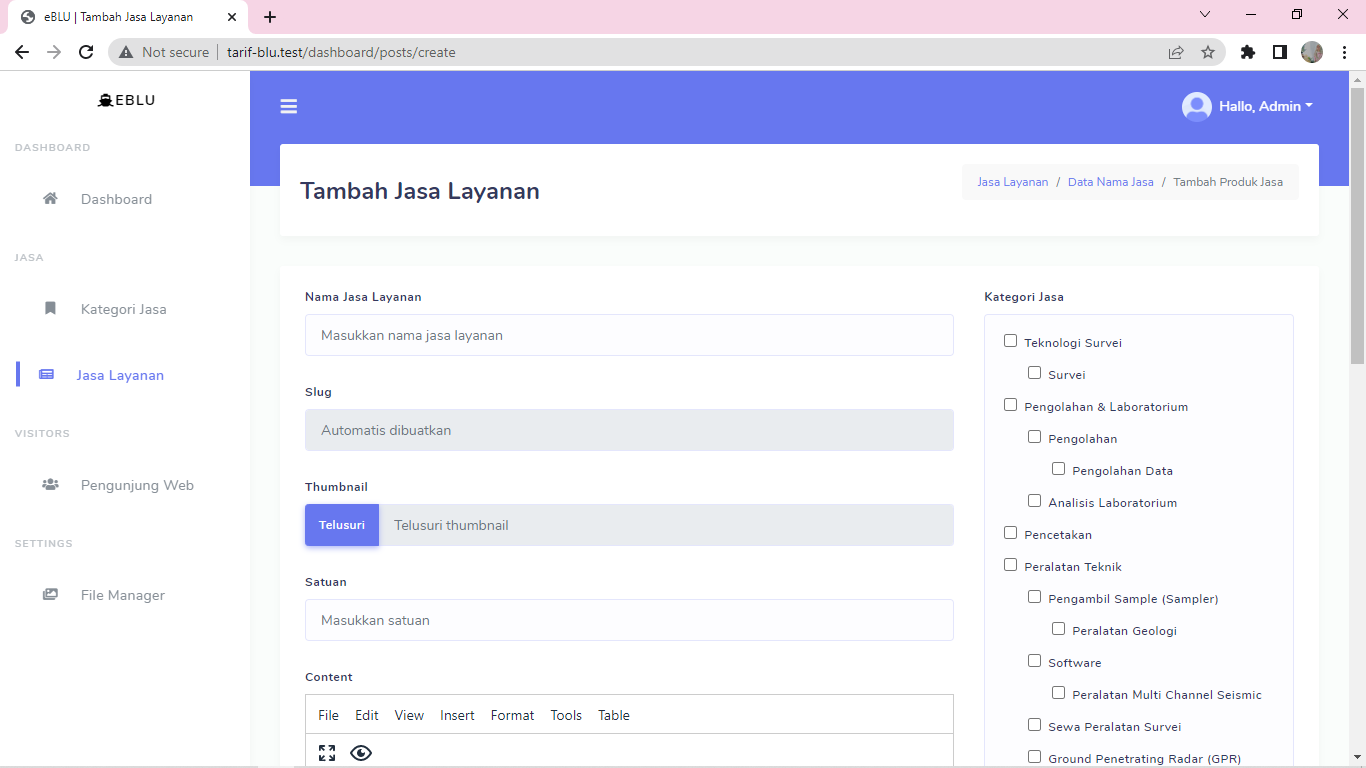 eBLU | Tambah Jasa Layanan
Not secure
tarif-blu.test/dashboard/posts/create
EBLU
Hallo, Admin
DASHBOARD
Dashboard
JASA
Kategori Jasa
Jasa Layanan
VISITORS
Pengunjung Web
SETTINGS
File Manager
Tambah Jasa Layanan
Jasa Layanan / Data Nama Jasa / Tambah Produk Jasa
Nama Jasa Layanan
Masukkan nama jasa layanan
Slug
Automatis dibuatkan
Thumbnail
Telusuri Telusuri thumbnail
Satuan
Masukkan satuan
Content
File Edit View Insert Format Tools Table
Kategori Jasa
Teknologi Survei
Survei
Pengolahan & Laboratorium
Pengolahan
Pengolahan Data
Analisis Laboratorium
Pencetakan
Peralatan Teknik
Pengambil Sample (Sampler)
Peralatan Geologi
Software
Peralatan Multi Channel Seismic
Sewa Peralatan Survei
Ground Penetrating Radar (GPR)